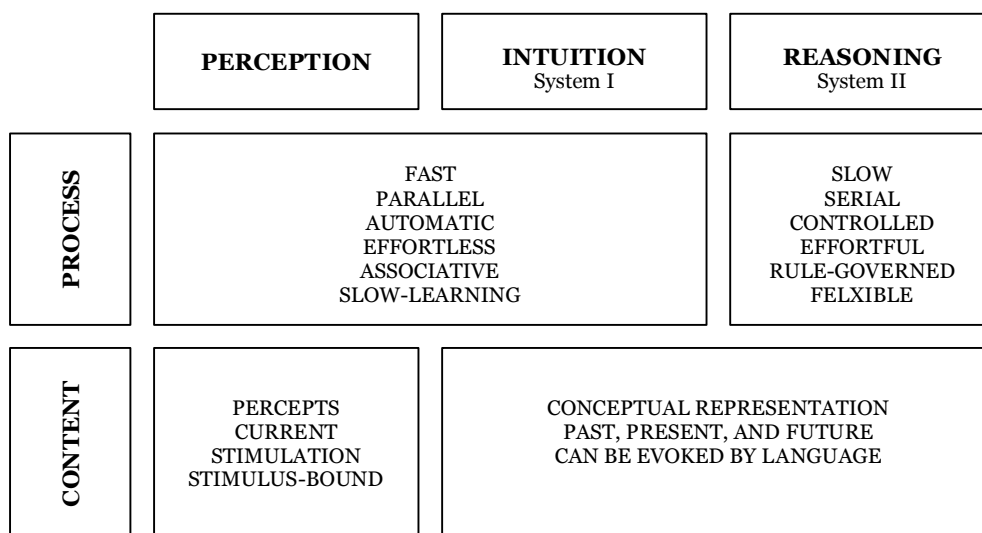 PERCEPTION
INTUITION
System I
REASONING
System II
PROCESS
FAST
PARALLEL
AUTOMATIC
EFFORTLESS
ASSOCIATIVE
SLOW-LEARNING
SLOW
SERIAL
CONTROLLED
EFFORTFUL
RULE-GOVERNED
FELXIBLE
CONTENT
PERCEPTS
CURRENT
STIMULATION
STIMULUS-BOUND
CONCEPTUAL REPRESENTATION
PAST, PRESENT, AND FUTURE
CAN BE EVOKED BY LANGUAGE